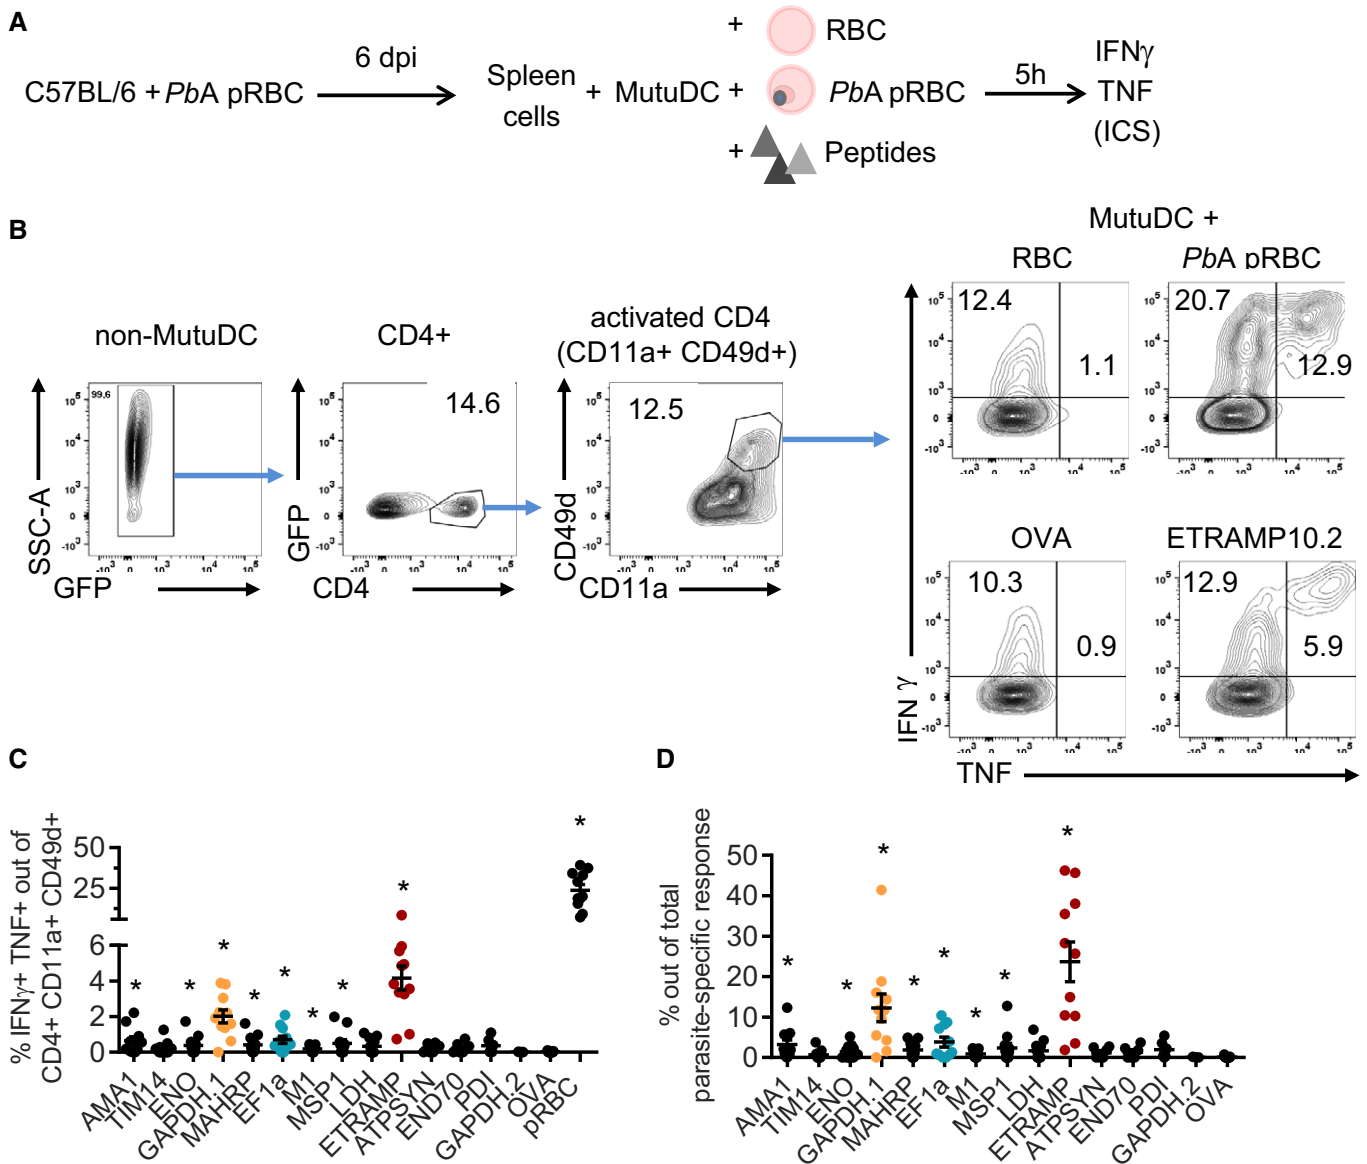 A
C57BL/6 + PbA pRBC
6 dpi
Spleen
cells
+ MutuDC +
+ RBC
PbA pRBC
+ Peptides
5h
IFNγ
TNF
(ICS)
B
MutuDC +
RBC
PbA pRBC
non-MutuDC
CD4+
activated CD4
(CD11a+ CD49d+)
99,6
14.6
12.5
12.4
1.1
20.7
12.9
SSC-A
GFP
GFP
CD4
CD49d
CD11a
OVA
ETRAMP10.2
10.3
0.9
12.9
5.9
IFN γ
TNF
C
% IFNγ+ TNF+ out of
CD4+ CD11a+ CD49d+
50
25
6
4
2
0
AMA1
TIM14
ENO
GAPDH.1
MAHRP
EF1a
M1
MSP1
LDH
ETRAMP
ATPSYN
END70
PDI
GAPDH.2
OVA
pRBC
D
% out of total
parasite-specific response
50
40
30
20
10
0
AMA1
TIM14
ENO
GAPDH.1
MAHRP
EF1a
M1
MSP1
LDH
ETRAMP
ATPSYN
END70
PDI
GAPDH.2
OVA